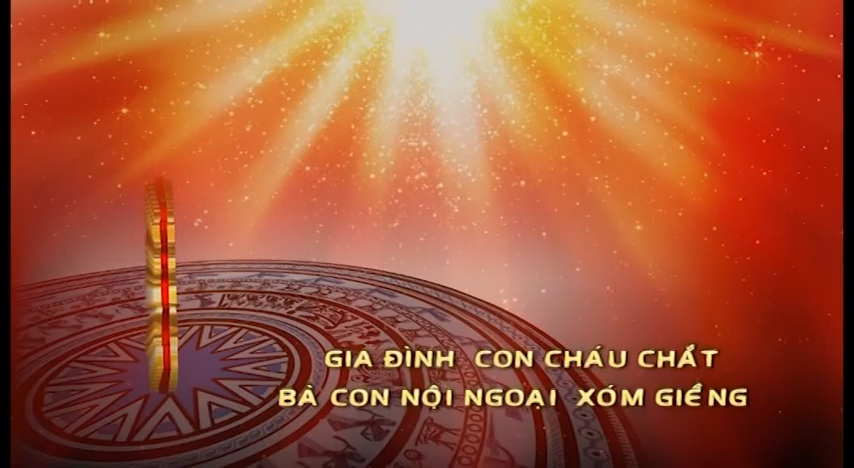 GIA ĐÌNH CON CHÁU CHẮT
BÀ CON NỘI NGOẠI XÓM GIỀNG